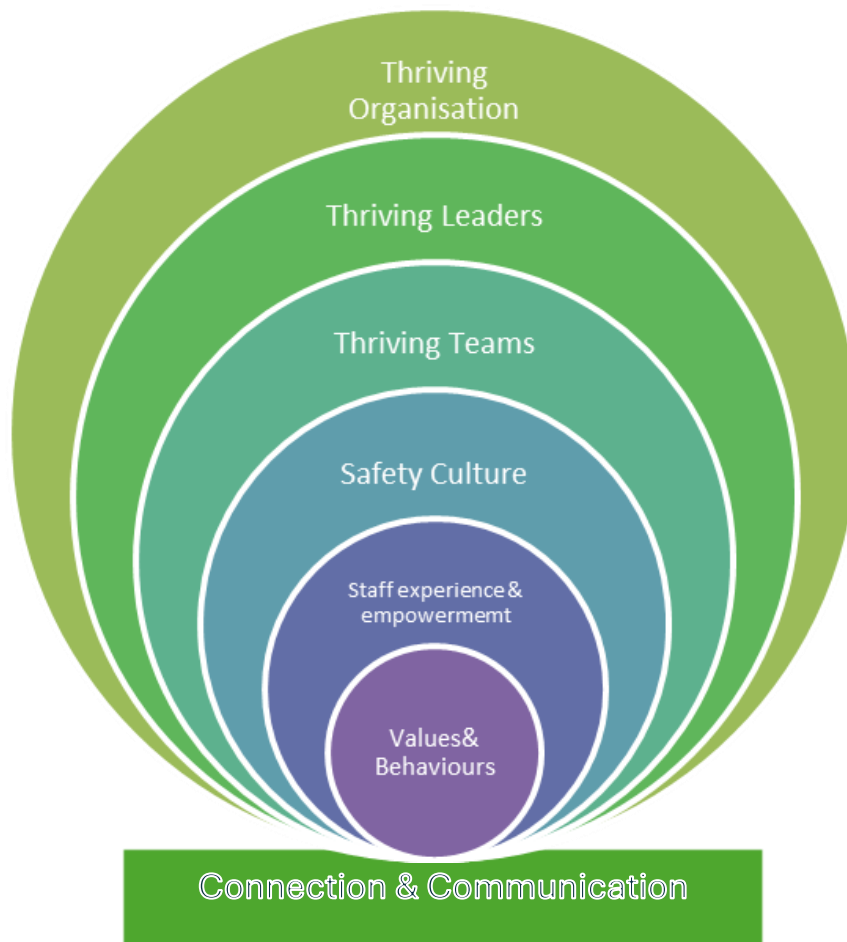 Thriving
Organisation
Thriving Leaders
Thriving Teams
Safety Culture
Staff experience &
empowermemt
Values&
Behaviours
Connection & Communication